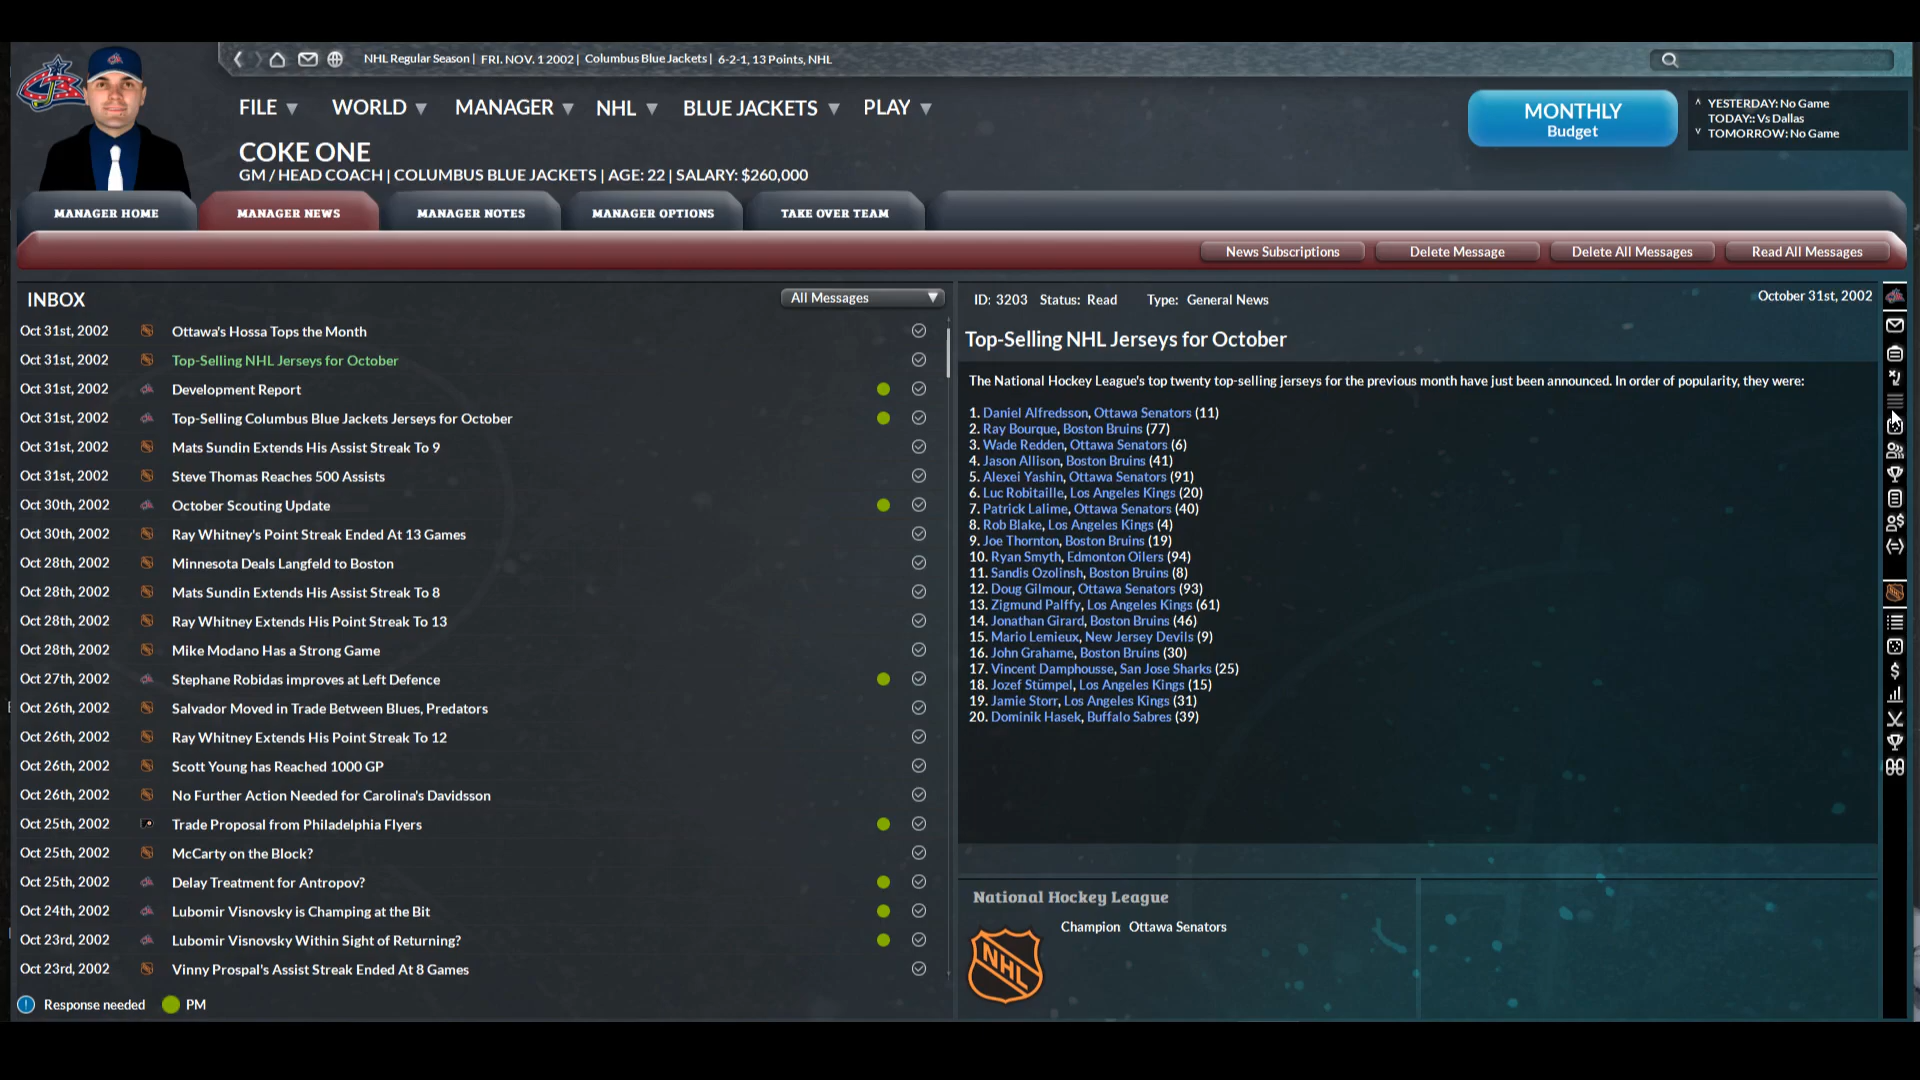 NHL Regular Season | FRI. NOV. 1 2002 | Columbus Blue Jackets | 6-2-1, 13 Points, NHL
FILE WORLD MANAGER NHL BLUE JACKETS PLAY
MONTHLY
Budget
YESTERDAY: No Game
TODAY:: Vs Dallas
TOMORROW: No Game
COKE ONE
GM / HEAD COACH | COLUMBUS BLUE JACKETS | AGE: 22 | SALARY: $260,000
MANAGER HOME MANAGER NEWS MANAGER NOTES MANAGER OPTIONS TAKE OVER TEAM
News Subscriptions Delete Message Delete All Messages Read All Messages
INBOX All Messages
Oct 31st, 2002 Ottawa's Hossa Tops the Month
Oct 31st, 2002 Top-Selling NHL Jerseys for October
Oct 31st, 2002 Development Report
Oct 31st, 2002 Top-Selling Columbus Blue Jackets Jerseys for October
Oct 31st, 2002 Mats Sundin Extends His Assist Streak To 9
Oct 31st, 2002 Steve Thomas Reaches 500 Assists
Oct 30th, 2002 October Scouting Update
Oct 30th, 2002 Ray Whitney's Point Streak Ended At 13 Games
Oct 28th, 2002 Minnesota Deals Langfeld to Boston
Oct 28th, 2002 Mats Sundin Extends His Assist Streak To 8
Oct 28th, 2002 Ray Whitney Extends His Point Streak To 13
Oct 28th, 2002 Mike Modano Has a Strong Game
Oct 27th, 2002 Stephane Robidas improves at Left Defence
Oct 26th, 2002 Salvador Moved in Trade Between Blues, Predators
Oct 26th, 2002 Ray Whitney Extends His Point Streak To 12
Oct 26th, 2002 Scott Young has Reached 1000 GP
Oct 26th, 2002 No Further Action Needed for Carolina's Davidsson
Oct 25th, 2002 Trade Proposal from Philadelphia Flyers
Oct 25th, 2002 McCarty on the Block?
Oct 25th, 2002 Delay Treatment for Antropov?
Oct 24th, 2002 Lubomir Visnovsky is Champing at the Bit
Oct 23rd, 2002 Lubomir Visnovsky Within Sight of Returning?
Oct 23rd, 2002 Vinny Prospal's Assist Streak Ended At 8 Games
Response needed PM
ID: 3203 Status: Read Type: General News October 31st, 2002
Top-Selling NHL Jerseys for October
The National Hockey League's top twenty top-selling jerseys for the previous month have just been announced. In order of popularity, they were:
1. Daniel Alfredsson, Ottawa Senators (11)
2. Ray Bourque, Boston Bruins (77)
3. Wade Redden, Ottawa Senators (6)
4. Jason Allison, Boston Bruins (41)
5. Alexei Yashin, Ottawa Senators (91)
6. Luc Robitaille, Los Angeles Kings (20)
7. Patrick Lalime, Ottawa Senators (40)
8. Rob Blake, Los Angeles Kings (4)
9. Joe Thornton, Boston Bruins (19)
10. Ryan Smyth, Edmonton Oilers (94)
11. Sandis Ozolinsh, Boston Bruins (8)
12. Doug Gilmour, Ottawa Senators (93)
13. Zigmund Palffy, Los Angeles Kings (61)
14. Jonathan Girard, Boston Bruins (46)
15. Mario Lemieux, New Jersey Devils (9)
16. John Grahame, Boston Bruins (30)
17. Vincent Damphousse, San Jose Sharks (25)
18. Jozef Stümpel, Los Angeles Kings (15)
19. Jamie Storr, Los Angeles Kings (31)
20. Dominik Hasek, Buffalo Sabres (39)
National Hockey League
Champion Ottawa Senators
NHL